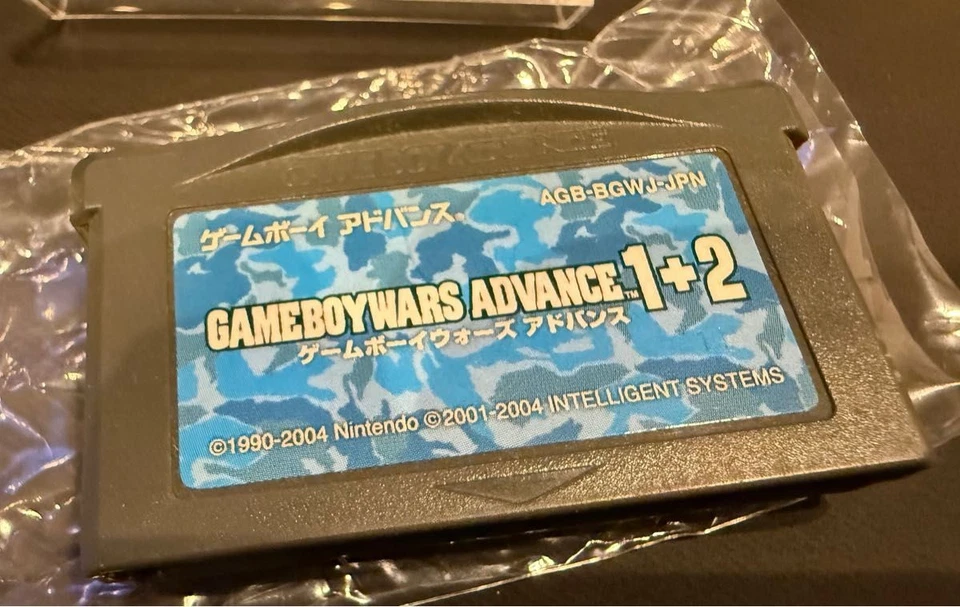 ゲームボーイ アドバンス®
AGB-BGWJ-JPN
GAMEBOYWARS ADVANCE™1+2
ゲームボーイウォーズ アドバンス
©1990-2004 Nintendo ©2001-2004 INTELLIGENT SYSTEMS